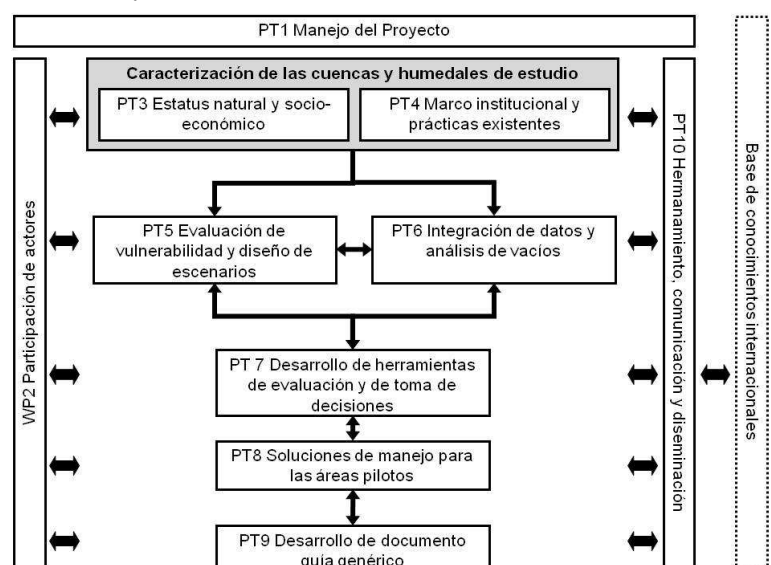 PT1 Manejo del Proyecto
Caracterización de las cuencas y humedales de estudio
PT3 Estatus natural y socio-
económico
PT4 Marco institucional y
prácticas existentes
PT5 Evaluación de
vulnerabilidad y diseño de
escenarios
PT6 Integración de datos y
análisis de vacíos
PT 7 Desarrollo de herramientas
de evaluación y de toma de
decisiones
PT8 Soluciones de manejo para
las áreas pilotos
PT9 Desarrollo de documento
guía genérico
WP2 Participación de actores
PT10 Hermanamiento, comunicación y diseminación
Base de conocimientos internacionales